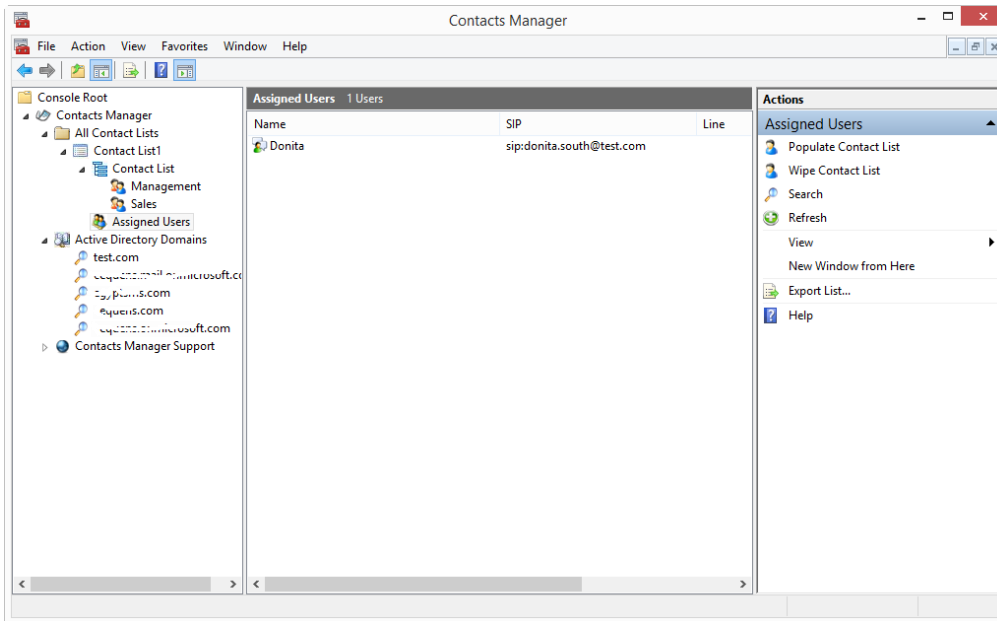 Contacts Manager
File Action View Favorites Window Help
Console Root
Contacts Manager
All Contact Lists
Contact List1
Contact List
Management
Sales
Assigned Users
Active Directory Domains
test.com
Contacts Manager Support
Assigned Users 1 Users
Name SIP Line
Donita sip:donita.south@test.com
Actions
Assigned Users
Populate Contact List
Wipe Contact List
Search
Refresh
View
New Window from Here
Export List...
Help